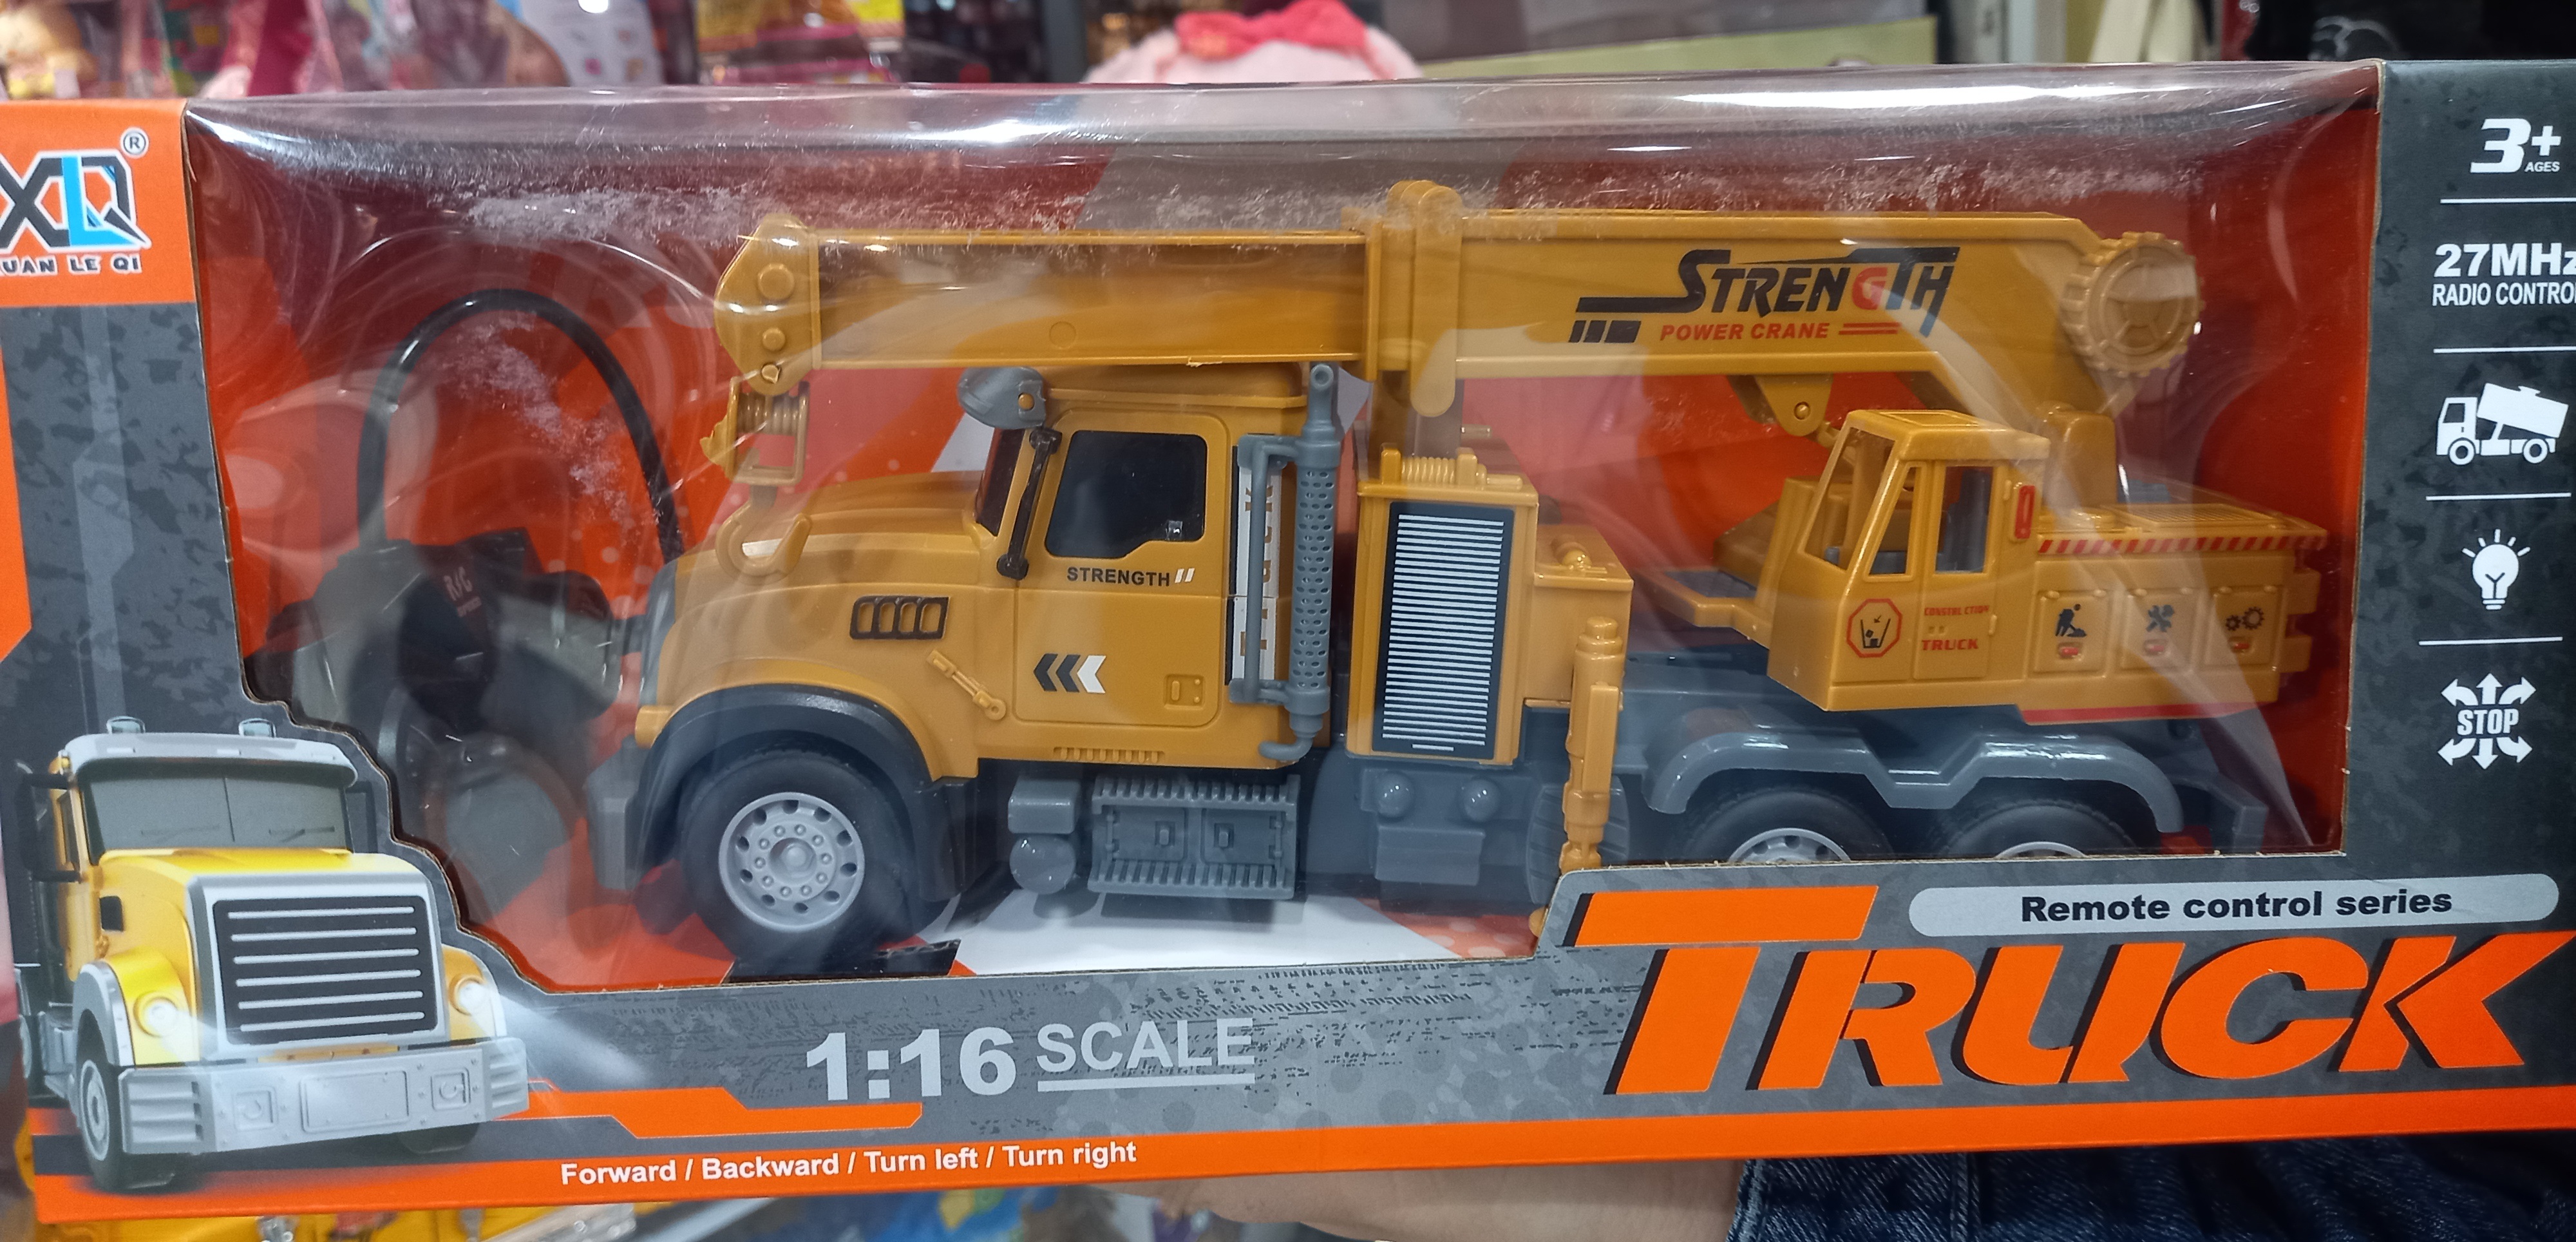 XLQ®
UAN LE QI
3+
AGES
27MHz
RADIO CONTRO
STOP
STRENGTH
POWER CRANE
STRENGTH
R/C
CONSTRUCTION
TRUCK
Remote control series
TRUCK
1:16 SCALE
Forward / Backward / Turn left / Turn right